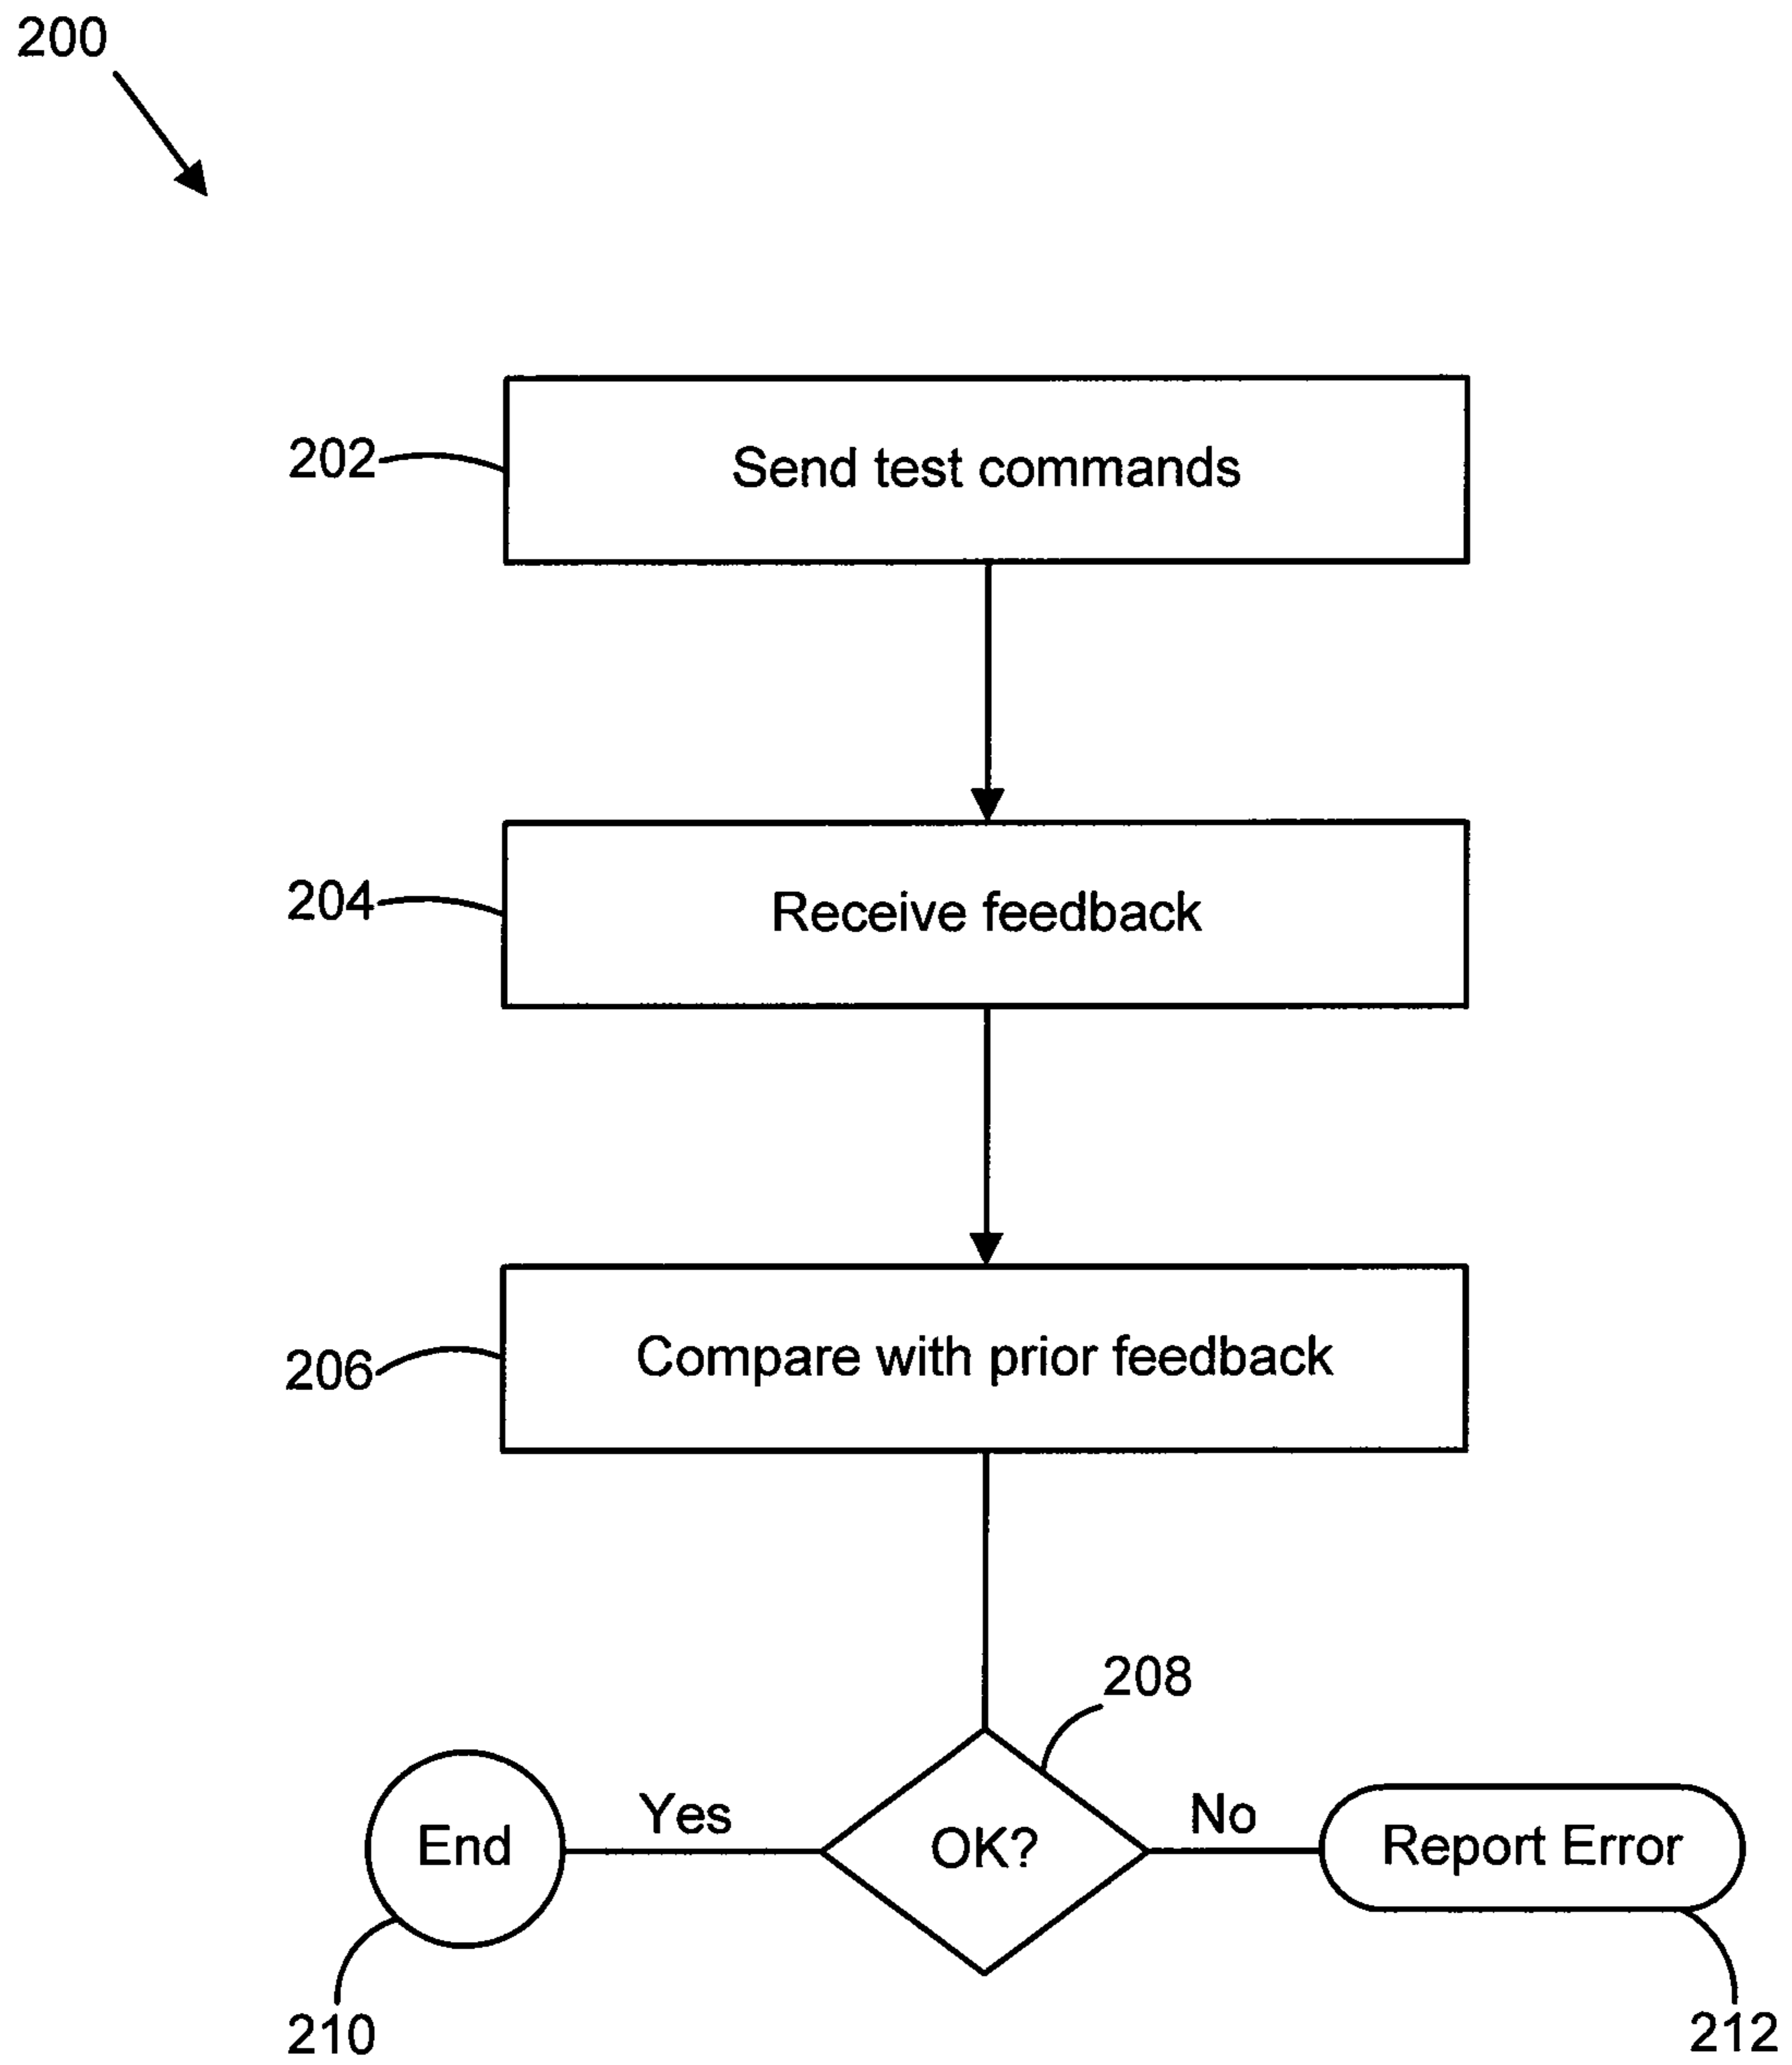 200
202
Send test commands
204
Receive feedback
206
Compare with prior feedback
208
End
Yes
OK?
No
Report Error
210
212